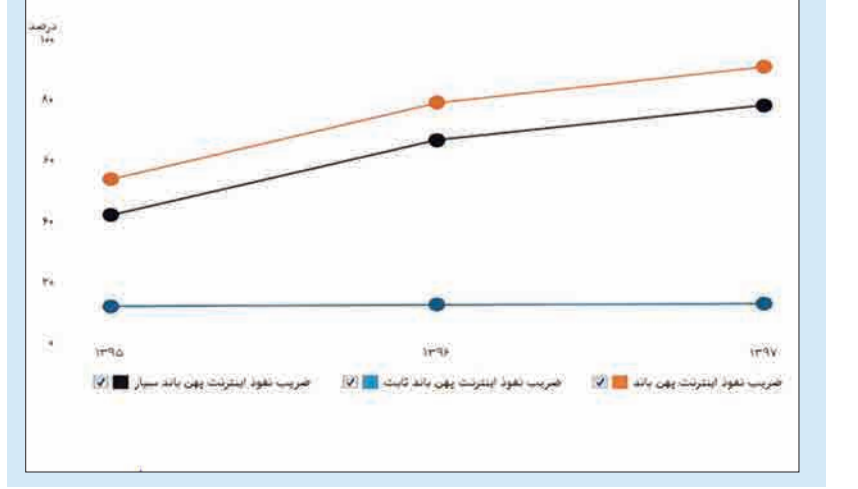 درصد
۱۰۰
۸۰
۶۰
۴۰
۲۰
۰
۱۳۹۵ ۱۳۹۶ ۱۳۹۷
ضریب نفوذ اینترنت پهن باند ضریب نفوذ اینترنت پهن باند ثابت ضریب نفوذ اینترنت پهن باند سیار